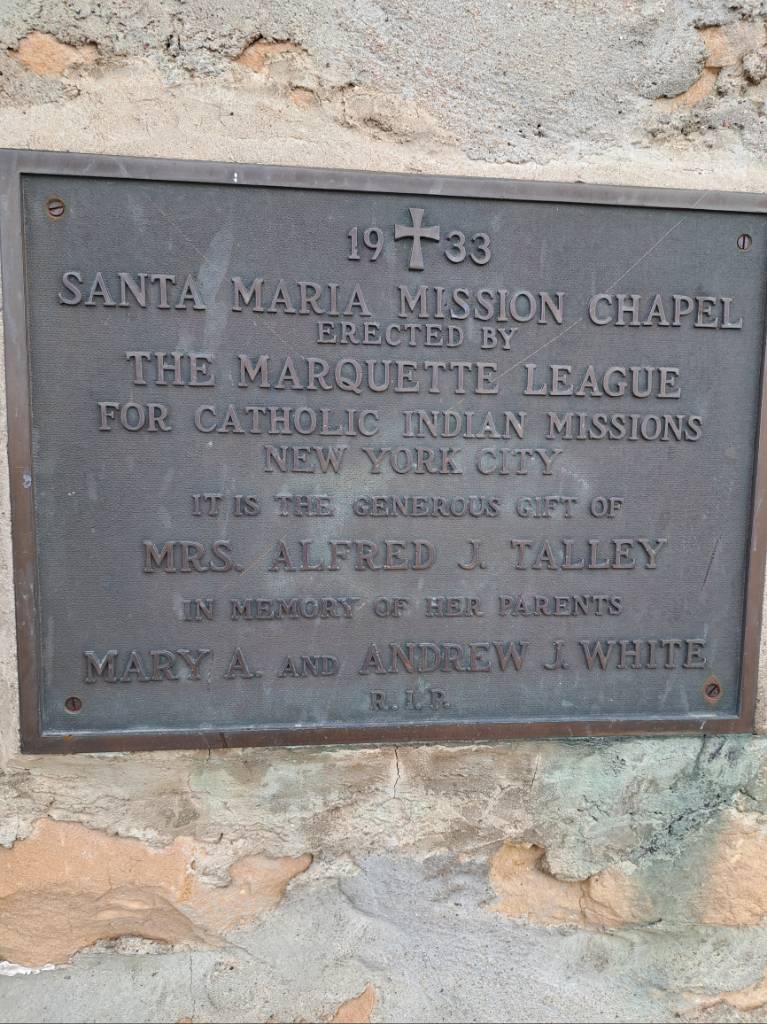 19 33
SANTA MARIA MISSION CHAPEL
ERECTED BY
THE MARQUETTE LEAGUE
FOR CATHOLIC INDIAN MISSIONS
NEW YORK CITY
IT IS THE GENEROUS GIFT OF
MRS. ALFRED J. TALLEY
IN MEMORY OF HER PARENTS
MARY A. AND ANDREW J. WHITE
R.I.P.